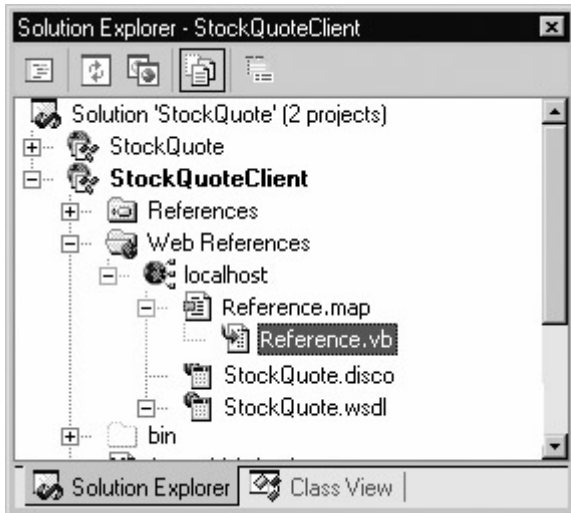 Solution Explorer - StockQuoteClient
Solution 'StockQuote' (2 projects)
StockQuote
StockQuoteClient
References
Web References
localhost
Reference.map
Reference.vb
StockQuote.disco
StockQuote.wsdl
bin
Solution Explorer
Class View